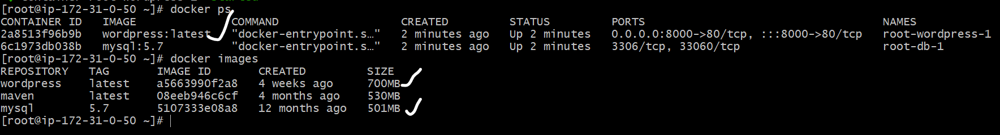 [root@ip-172-31-0-50 ~]# docker ps
CONTAINER ID   IMAGE              COMMAND                  CREATED         STATUS         PORTS                                   NAMES
2a8513f96b9b   wordpress:latest   "docker-entrypoint.s…"   2 minutes ago   Up 2 minutes   0.0.0.0:8000->80/tcp, :::8000->80/tcp   root-wordpress-1
6c1973db038b   mysql:5.7          "docker-entrypoint.s…"   2 minutes ago   Up 2 minutes   3306/tcp, 33060/tcp                     root-db-1
[root@ip-172-31-0-50 ~]# docker images
REPOSITORY   TAG       IMAGE ID       CREATED         SIZE
wordpress    latest    a5663990f2a8   4 weeks ago     700MB
maven        latest    08eeb946c6cf   4 months ago    530MB
mysql        5.7       5107333e08a8   12 months ago   501MB
[root@ip-172-31-0-50 ~]#